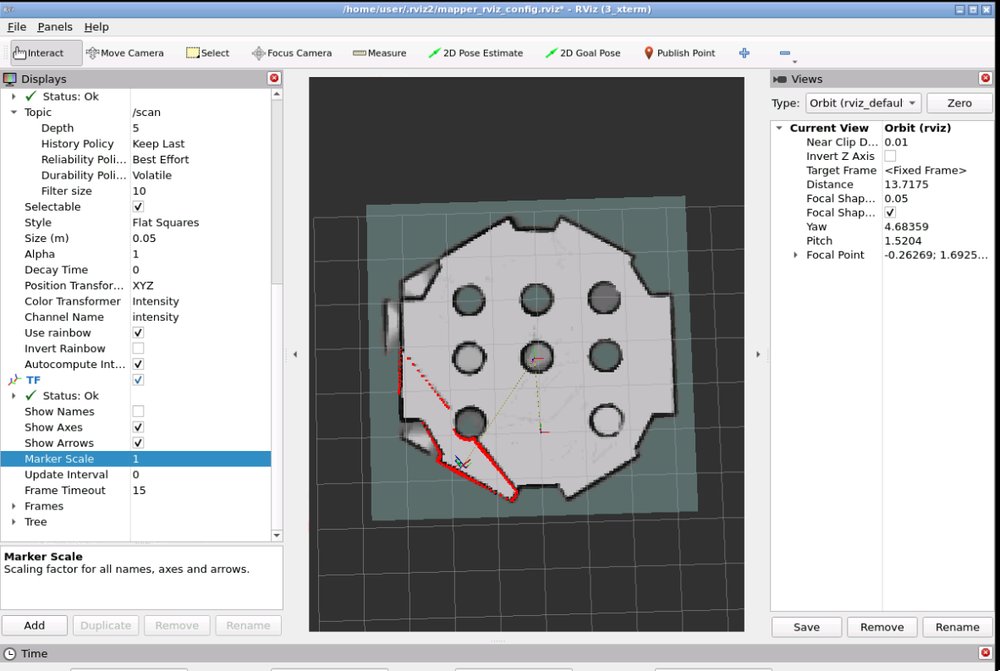 /home/user/.rviz2/mapper_rviz_config.rviz* - RViz (3_xterm)
File Panels Help
Interact Move Camera Select Focus Camera Measure 2D Pose Estimate 2D Goal Pose Publish Point
Displays
Status: Ok
Topic /scan
Depth 5
History Policy Keep Last
Reliability Poli... Best Effort
Durability Poli... Volatile
Filter size 10
Selectable
Style Flat Squares
Size (m) 0.05
Alpha 1
Decay Time 0
Position Transfor... XYZ
Color Transformer Intensity
Channel Name intensity
Use rainbow
Invert Rainbow
Autocompute Int...
TF
Status: Ok
Show Names
Show Axes
Show Arrows
Marker Scale 1
Update Interval 0
Frame Timeout 15
Frames
Tree
Marker Scale
Scaling factor for all names, axes and arrows.
Add Duplicate Remove Rename
Views
Type: Orbit (rviz_defaul Zero
Current View Orbit (rviz)
Near Clip D... 0.01
Invert Z Axis
Target Frame <Fixed Frame>
Distance 13.7175
Focal Shap... 0.05
Focal Shap...
Yaw 4.68359
Pitch 1.5204
Focal Point -0.26269; 1.6925...
Save Remove Rename
Time